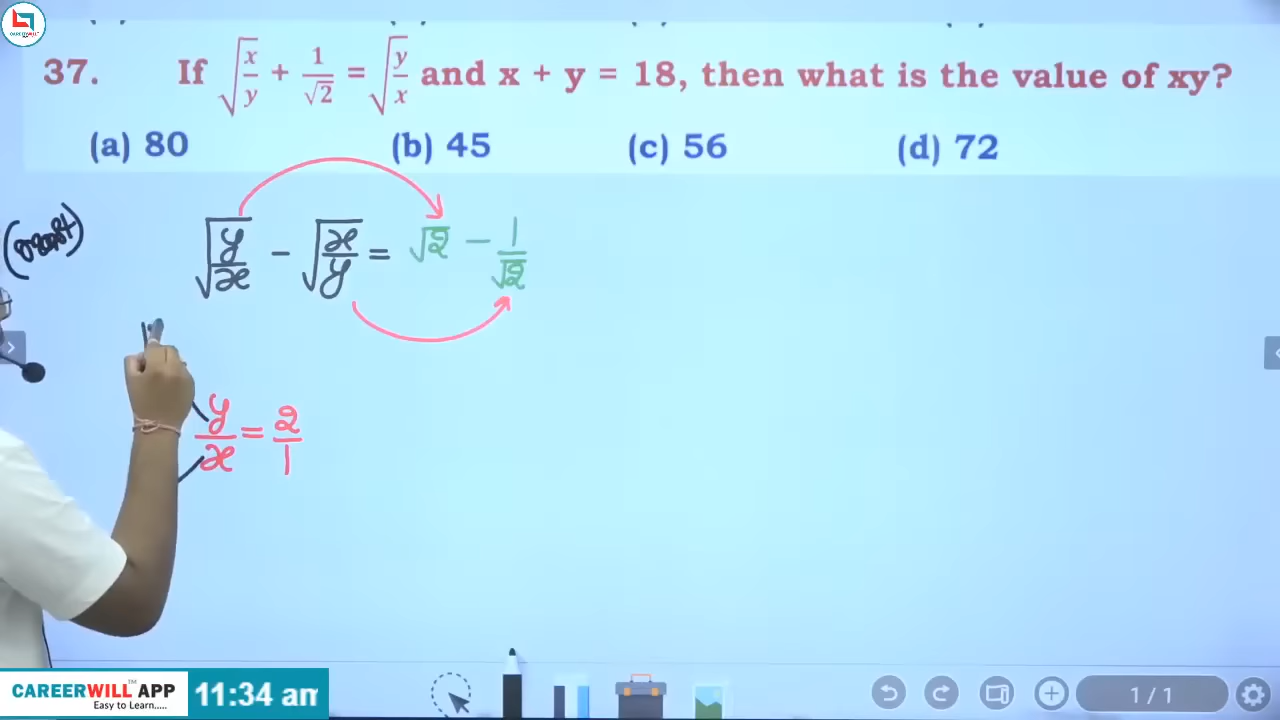 37. If √(x/y) + 1/√2 = √(y/x) and x + y = 18, then what is the value of xy?
(a) 80 (b) 45 (c) 56 (d) 72
√(y/x) - √(x/y) = √2 - 1/√2
y/x = 2/1
CAREERWILL™ APP
Easy to Learn.....
11:34 am
1 / 1